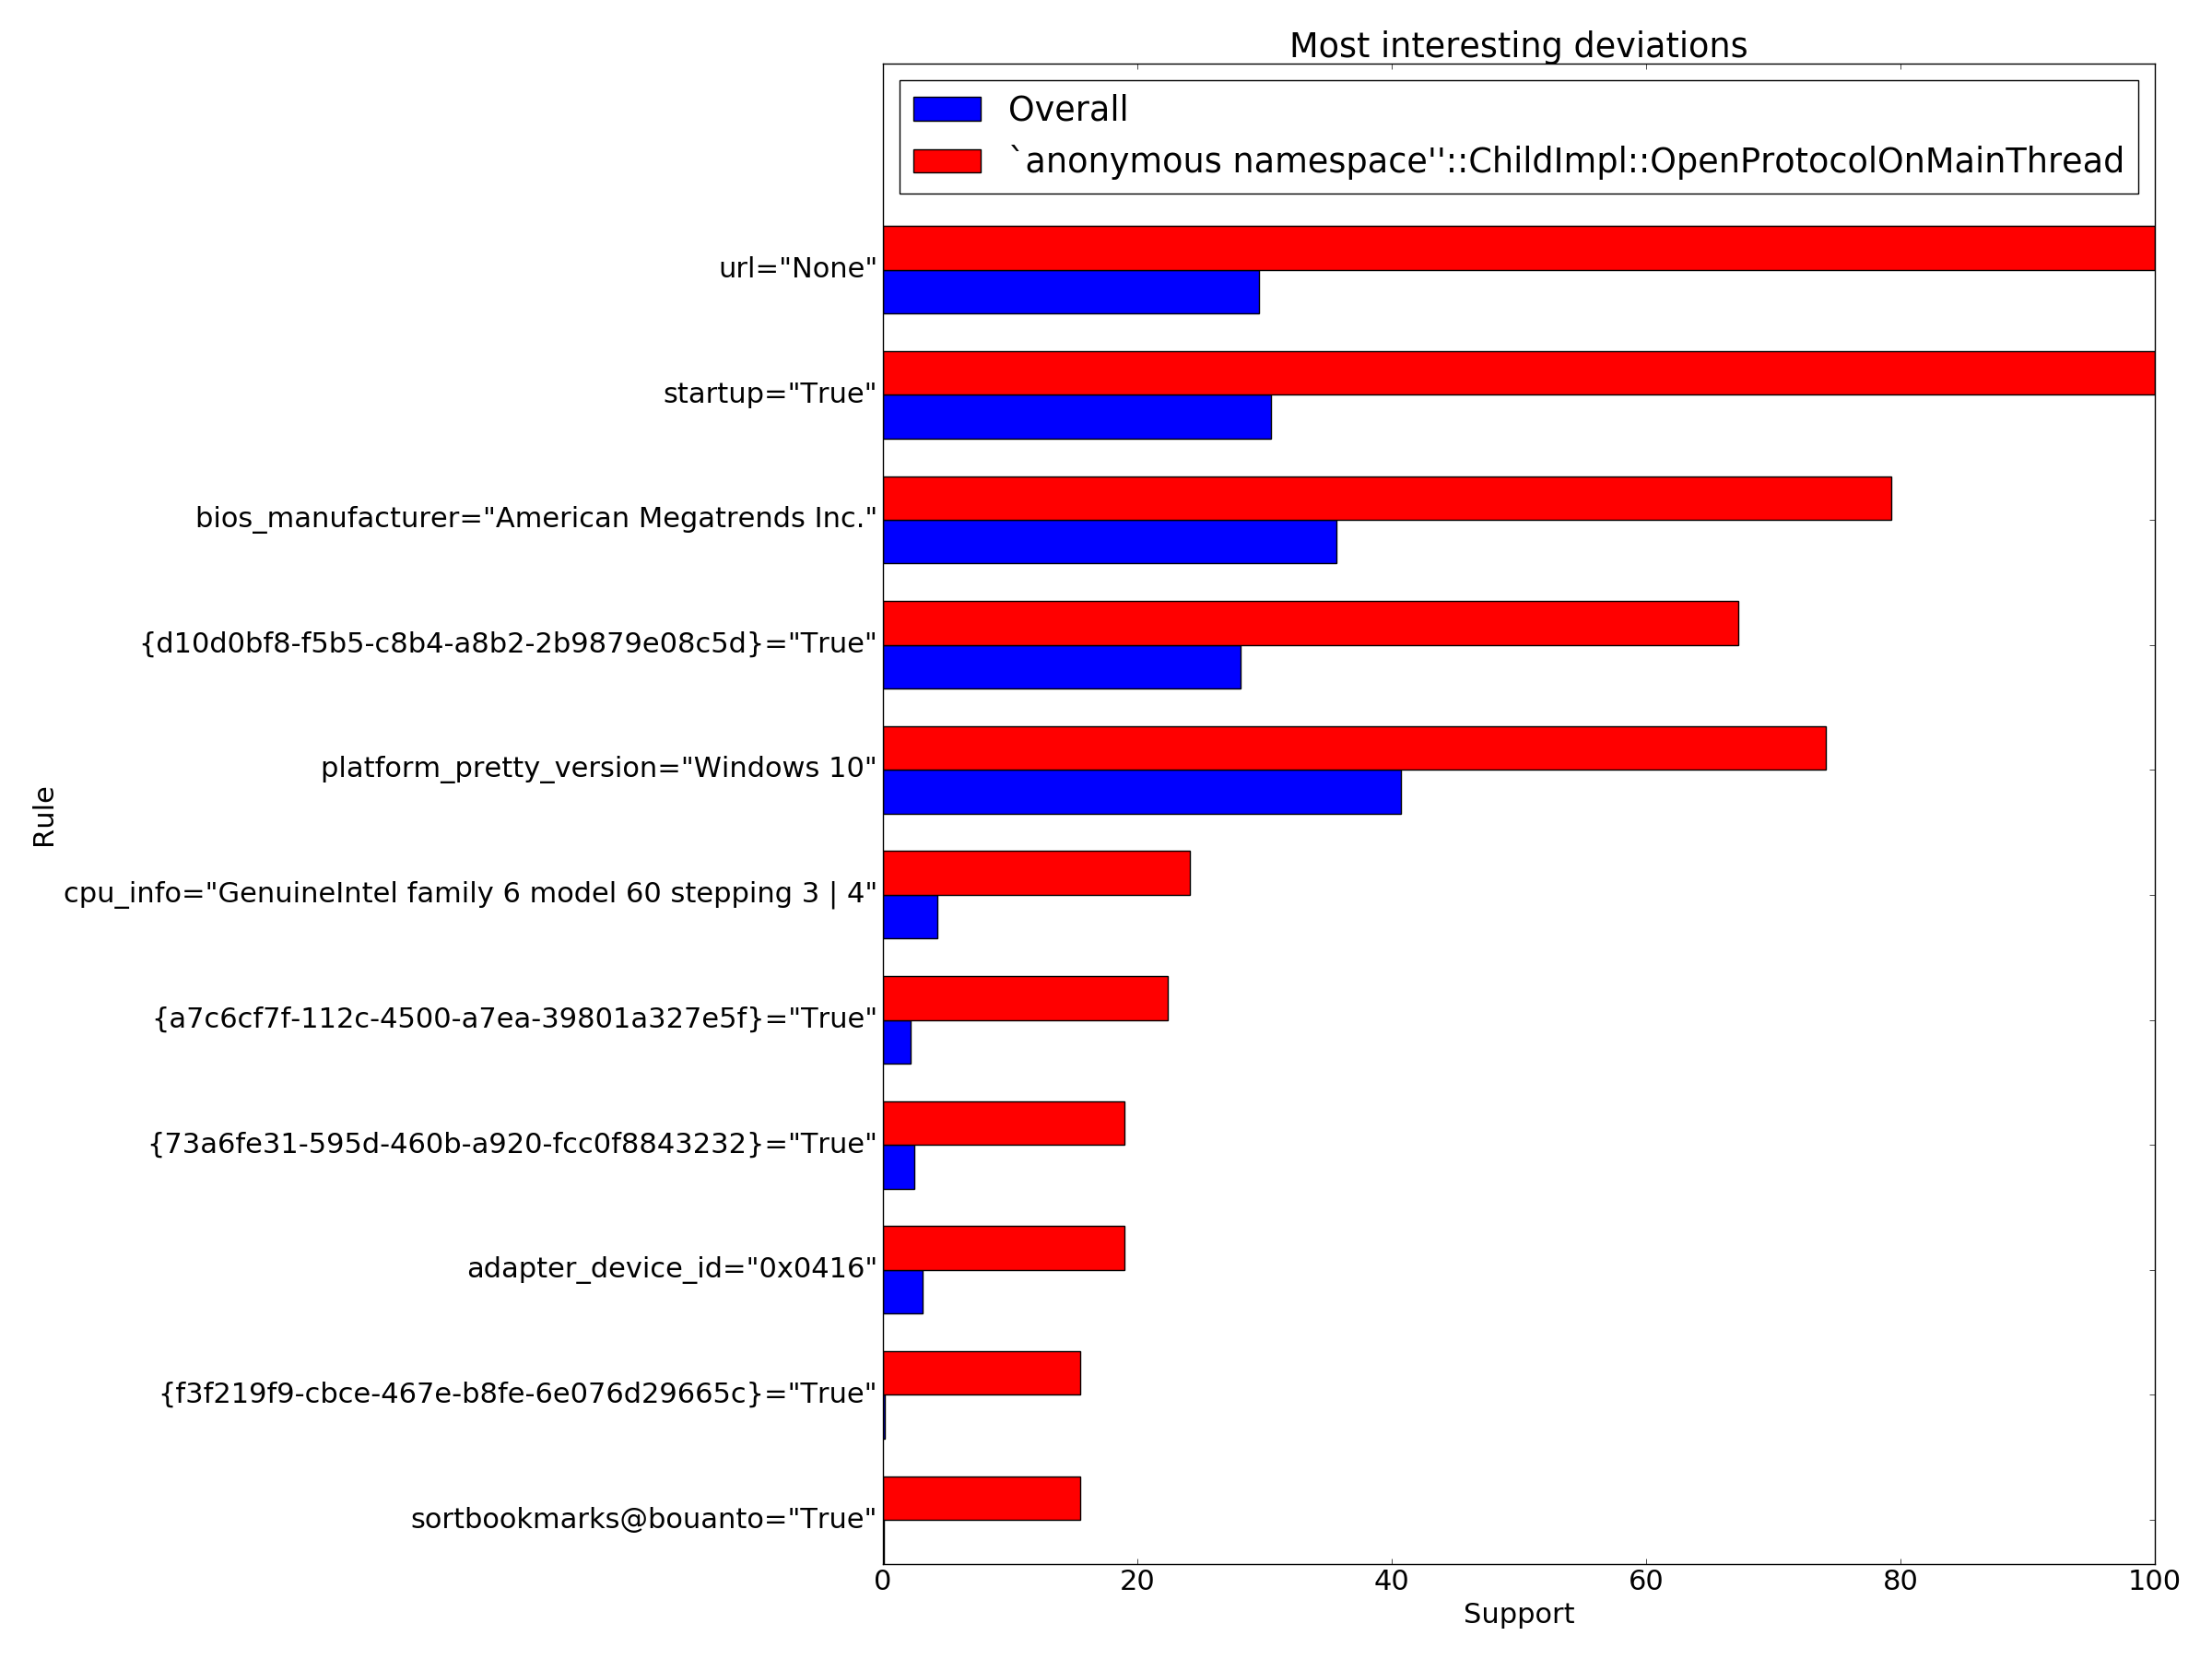 Most interesting deviations
Overall
`anonymous namespace''::ChildImpl::OpenProtocolOnMainThread
url="None"
startup="True"
bios_manufacturer="American Megatrends Inc."
{d10d0bf8-f5b5-c8b4-a8b2-2b9879e08c5d}="True"
platform_pretty_version="Windows 10"
Rule
cpu_info="GenuineIntel family 6 model 60 stepping 3 | 4"
{a7c6cf7f-112c-4500-a7ea-39801a327e5f}="True"
{73a6fe31-595d-460b-a920-fcc0f8843232}="True"
adapter_device_id="0x0416"
{f3f219f9-cbce-467e-b8fe-6e076d29665c}="True"
sortbookmarks@bouanto="True"
0 20 40 60 80 100
Support